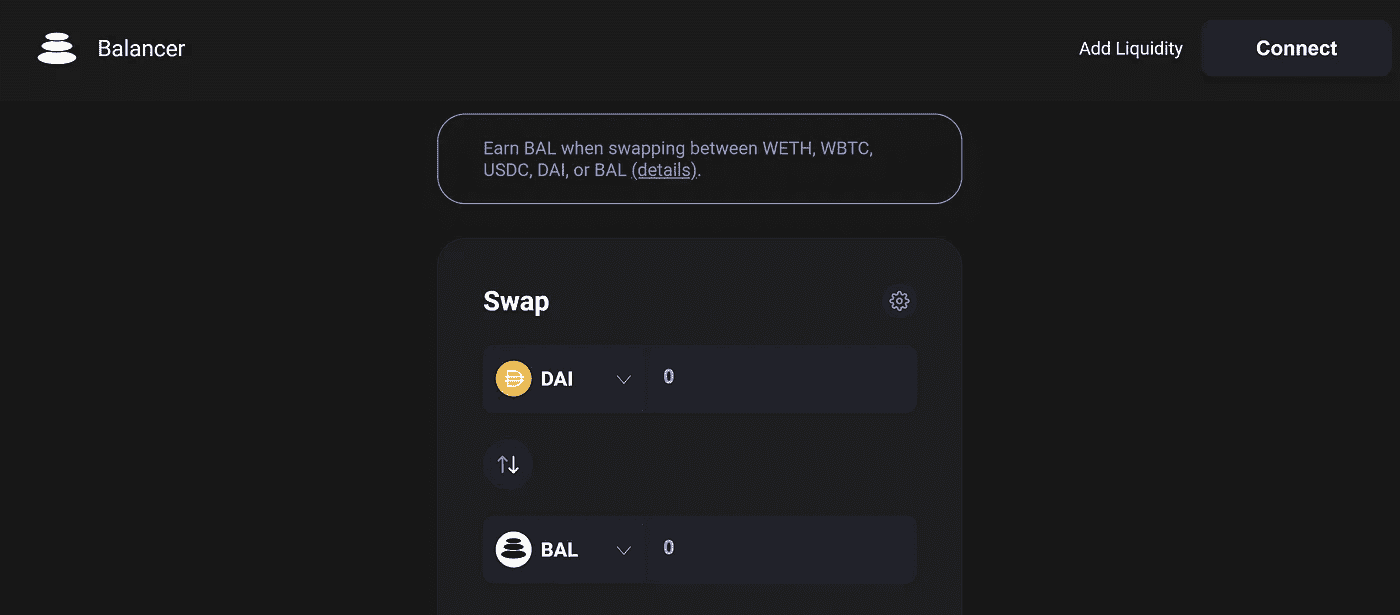 Balancer
Add Liquidity
Connect
Earn BAL when swapping between WETH, WBTC,
USDC, DAI, or BAL (details).
Swap
DAI
0
BAL
0